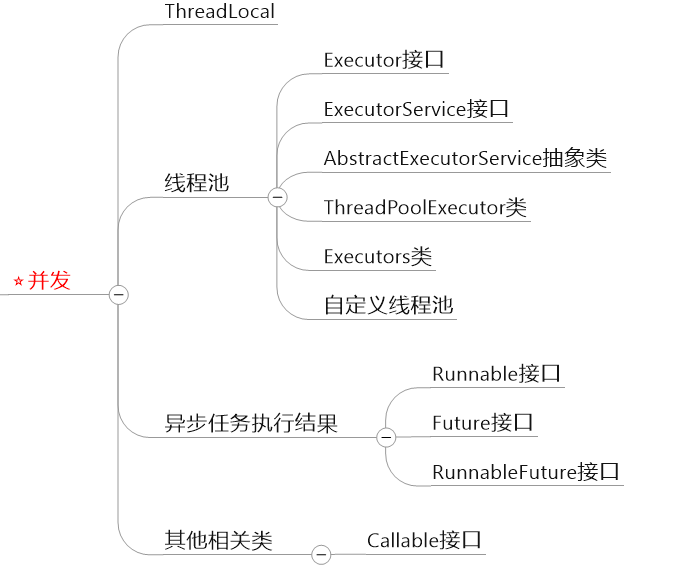 ThreadLocal
Executor接口
ExecutorService接口
AbstractExecutorService抽象类
线程池
ThreadPoolExecutor类
Executors类
☆并发
自定义线程池
Runnable接口
异步任务执行结果
Future接口
RunnableFuture接口
其他相关类
Callable接口